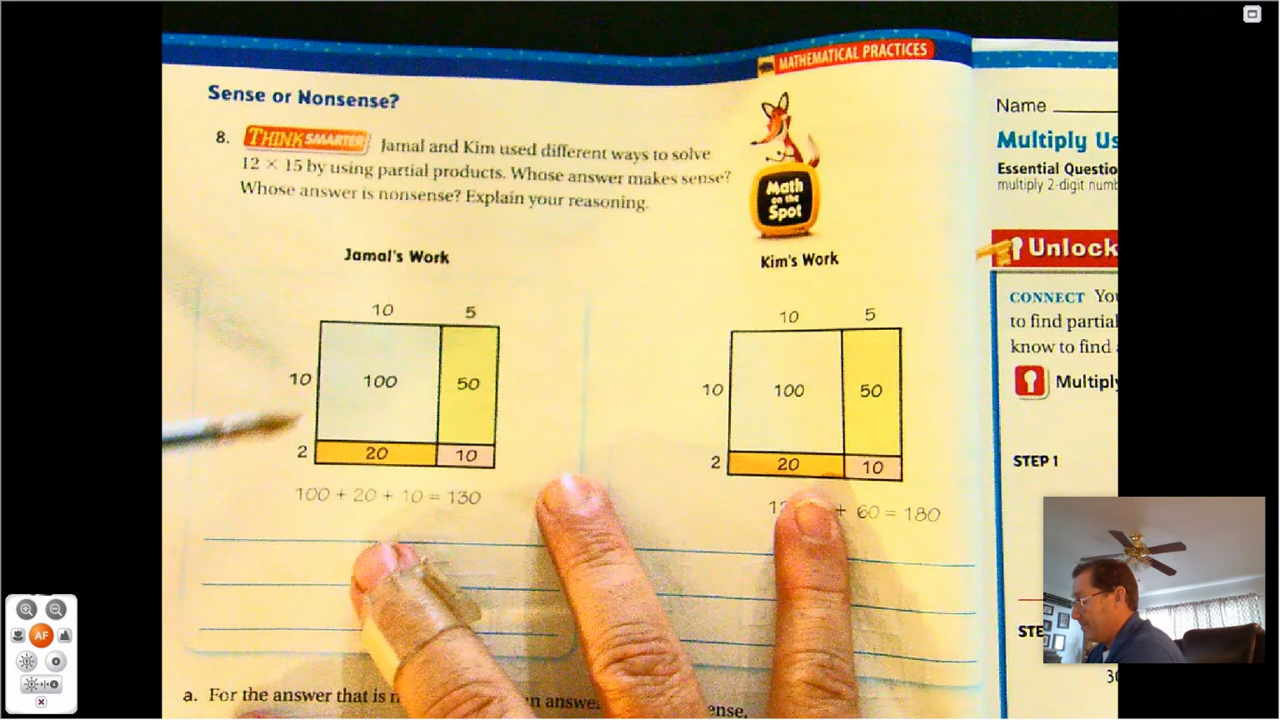 MATHEMATICAL PRACTICES
Sense or Nonsense?
8. THINK SMARTER Jamal and Kim used different ways to solve
12 × 15 by using partial products. Whose answer makes sense?
Whose answer is nonsense? Explain your reasoning.
Math
on the
Spot
Jamal's Work
10 5
10 100 50
2 20 10
100 + 20 + 10 = 130
Kim's Work
10 5
10 100 50
2 20 10
+ 60 = 180
a. For the answer that is
Name
Multiply Us
Essential Questio
multiply 2-digit numb
Unlock
CONNECT You
to find partial
know to find
Multiply
STEP 1
STE
AF